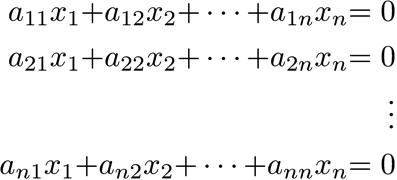 a₁₁x₁+a₁₂x₂+ ⋯ +a₁ₙxₙ= 0
a₂₁x₁+a₂₂x₂+ ⋯ +a₂ₙxₙ= 0
⋮
aₙ₁x₁+aₙ₂x₂+ ⋯ +aₙₙxₙ= 0